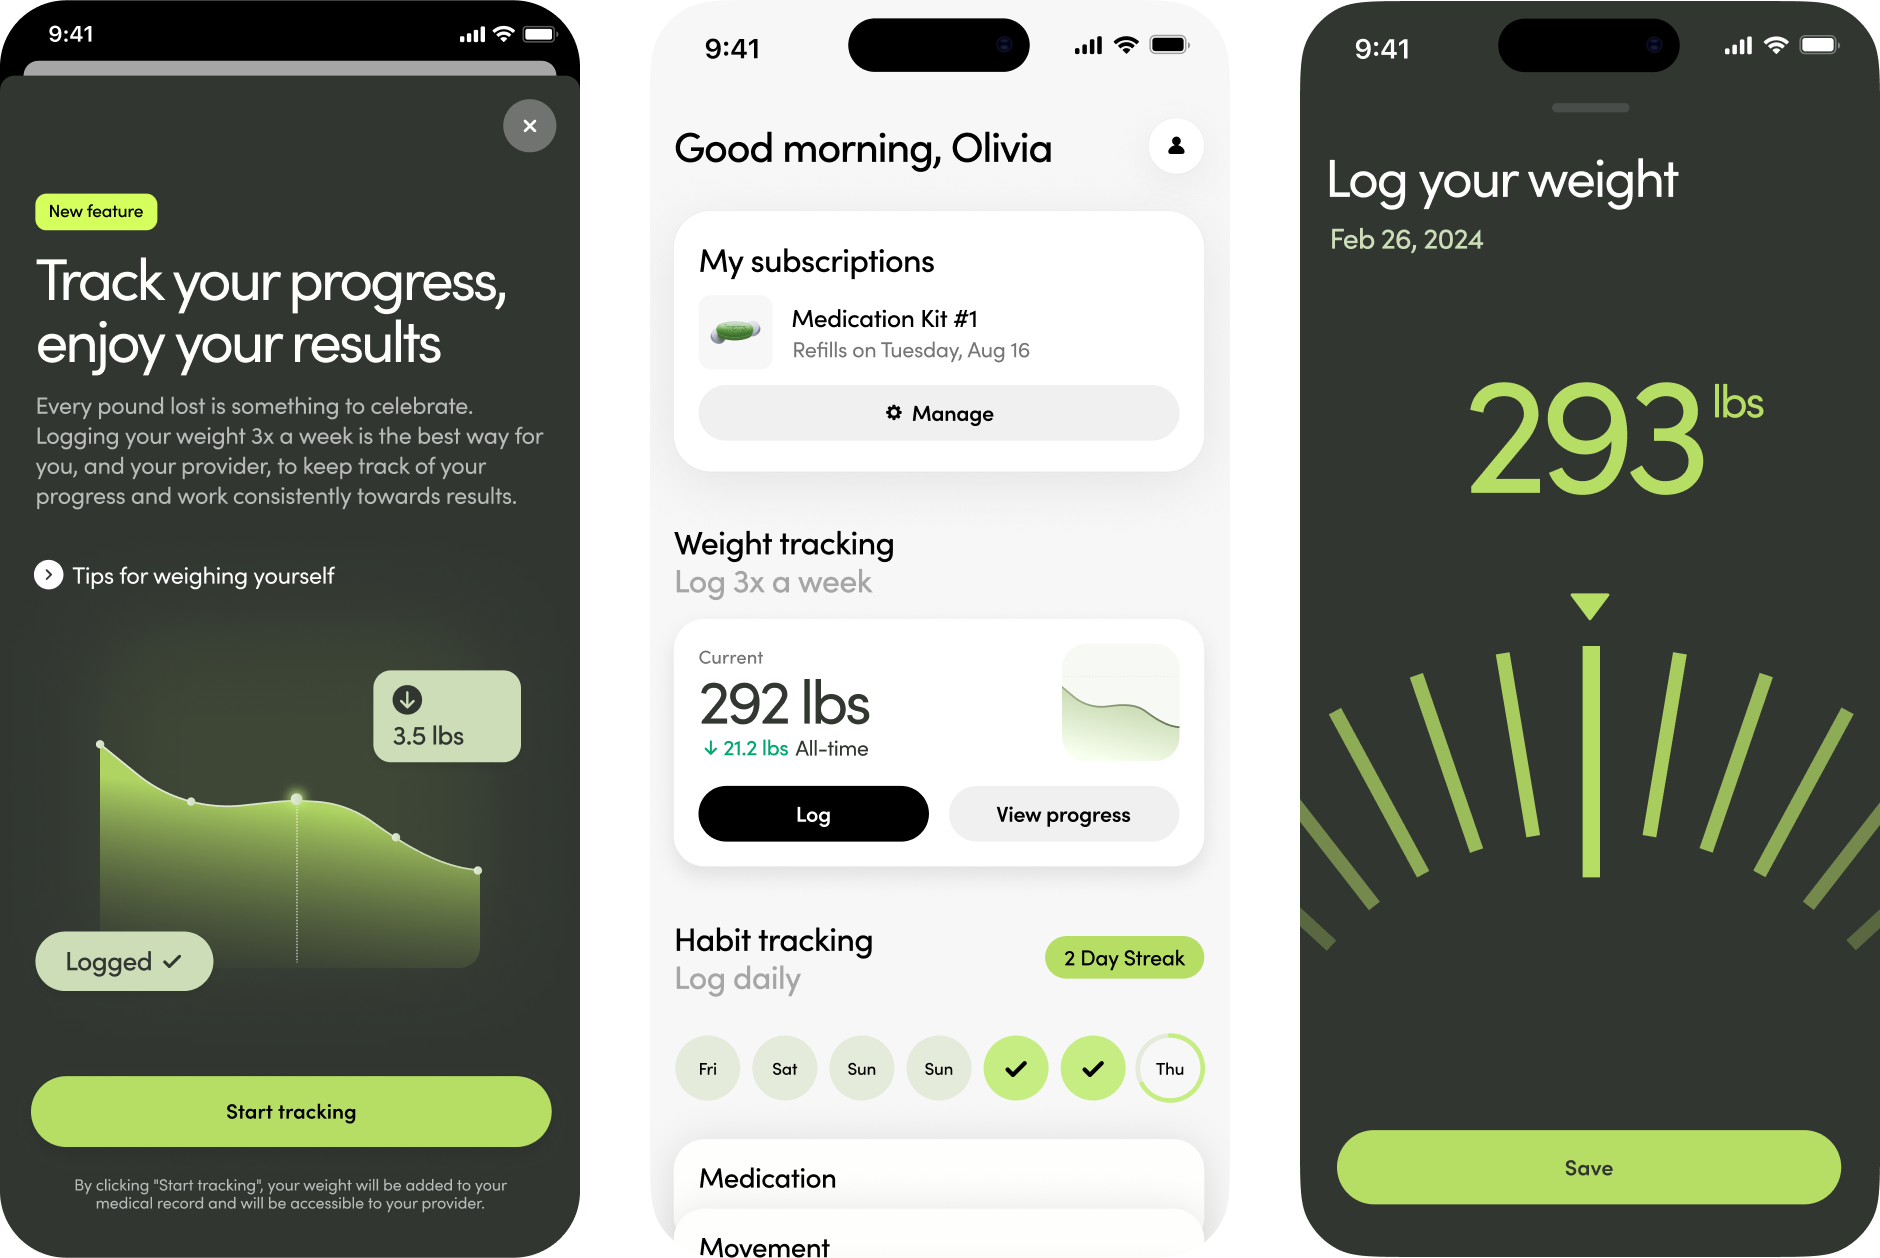 9:41
New feature
Track your progress,
enjoy your results
Every pound lost is something to celebrate.
Logging your weight 3x a week is the best way for
you, and your provider, to keep track of your
progress and work consistently towards results.
Tips for weighing yourself
3.5 lbs
Logged
Start tracking
By clicking "Start tracking", your weight will be added to your
medical record and will be accessible to your provider.
9:41
Good morning, Olivia
My subscriptions
Medication Kit #1
Refills on Tuesday, Aug 16
Manage
Weight tracking
Log 3x a week
Current
292 lbs
21.2 lbs All-time
Log
View progress
Habit tracking
Log daily
2 Day Streak
Fri
Sat
Sun
Sun
Thu
Medication
Movement
9:41
Log your weight
Feb 26, 2024
293 lbs
Save